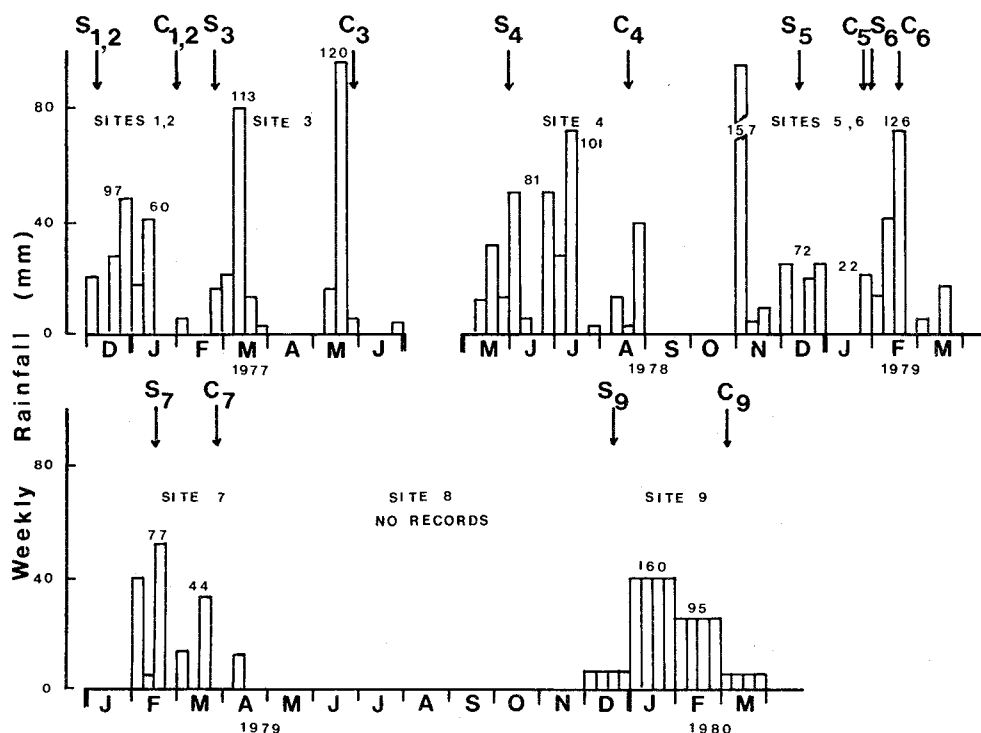 S1,2 C1,2 S3 C3 S4 C4 S5 C5 S6 C6
120
80
113
SITES 1,2 SITE 3 SITE 4 SITES 5,6 126
157
101
97 60 81
40
72 22
0
D J F M A M J M J J A S O N D J F M
1977 1978 1979
Weekly Rainfall (mm)
S7 C7 S9 C9
80
SITE 7 SITE 8 SITE 9
NO RECORDS
77
160
40
44
95
0
J F M A M J J A S O N D J F M
1979 1980